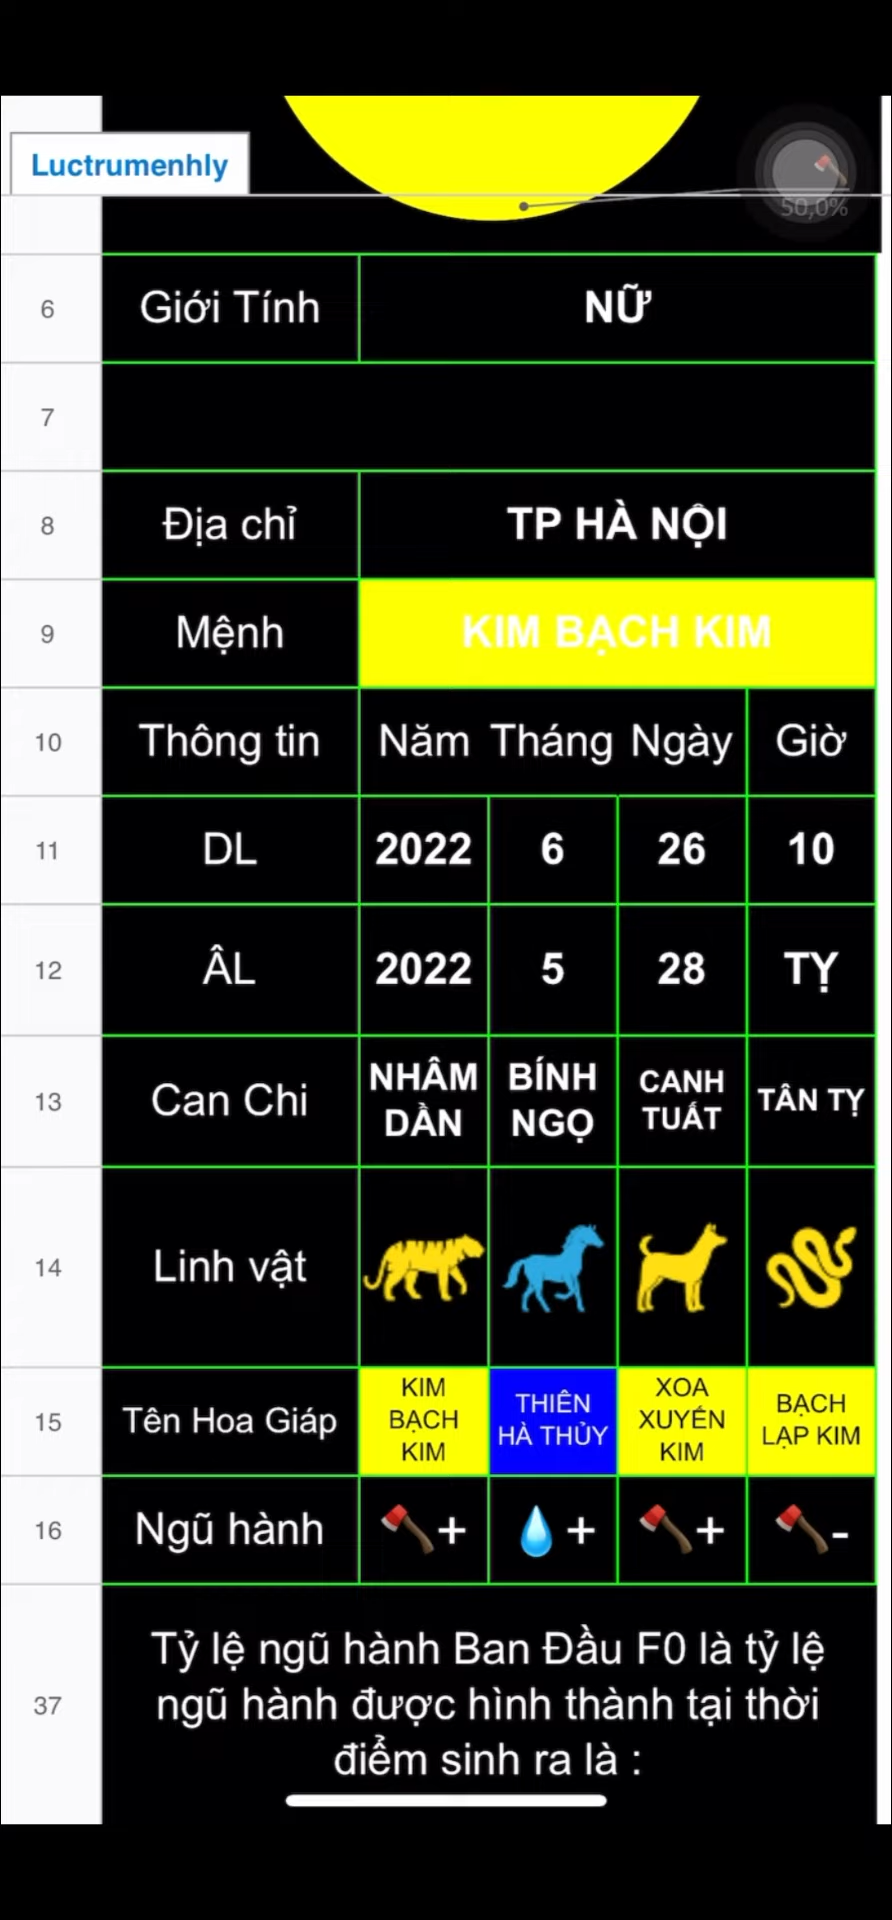 Luctrumenhly
50,0%
6 Giới Tính NỮ
7
8 Địa chỉ TP HÀ NỘI
9 Mệnh KIM BẠCH KIM
10 Thông tin Năm Tháng Ngày Giờ
11 DL 2022 6 26 10
12 ÂL 2022 5 28 TỴ
13 Can Chi
NHÂM
DẦN
BÍNH
NGỌ
CANH
TUẤT
TÂN TỴ
14 Linh vật
15 Tên Hoa Giáp
KIM
BẠCH
KIM
THIÊN
HÀ THỦY
XOA
XUYẾN
KIM
BẠCH
LẠP KIM
16 Ngũ hành + + + -
37
Tỷ lệ ngũ hành Ban Đầu F0 là tỷ lệ
ngũ hành được hình thành tại thời
điểm sinh ra là :